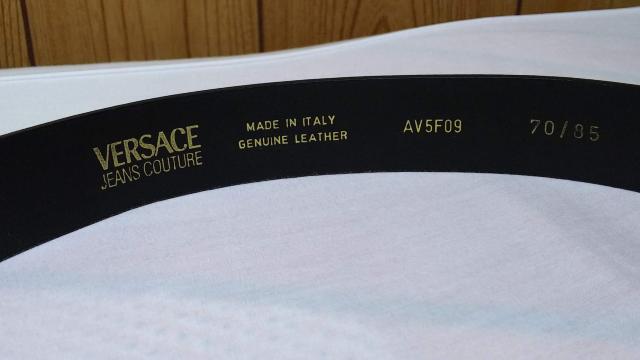 VERSACE
JEANS COUTURE
MADE IN ITALY
GENUINE LEATHER
AV5F09
70/85